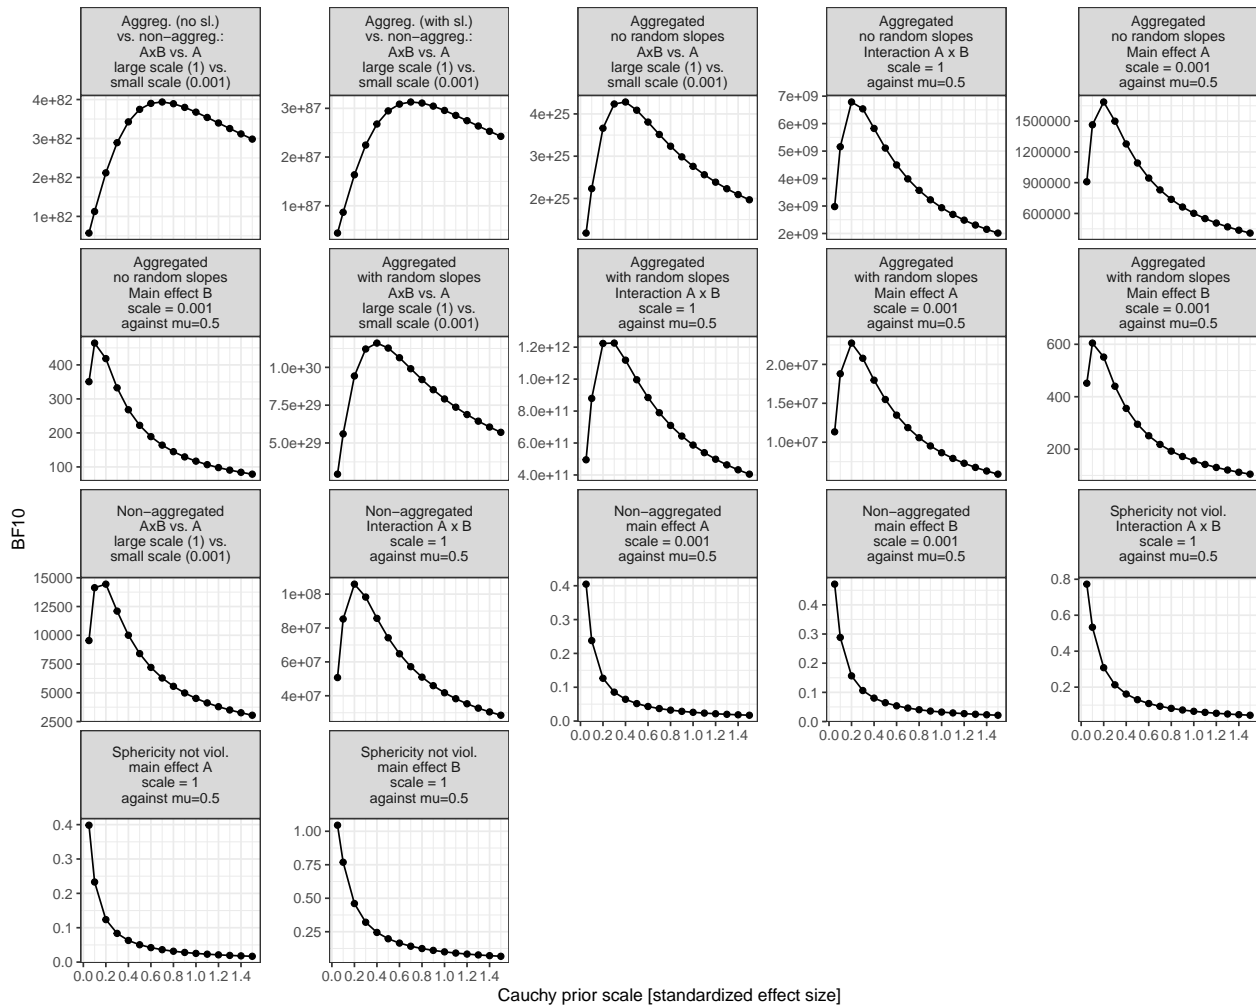 Aggreg. (no sl.)
vs. non−aggreg.:
AxB vs. A
large scale (1) vs.
small scale (0.001)
4e+82
3e+82
2e+82
1e+82
Aggreg. (with sl.)
vs. non−aggreg.:
AxB vs. A
large scale (1) vs.
small scale (0.001)
3e+87
2e+87
1e+87
Aggregated
no random slopes
AxB vs. A
large scale (1) vs.
small scale (0.001)
4e+25
3e+25
2e+25
Aggregated
no random slopes
Interaction A x B
scale = 1
against mu=0.5
7e+09
6e+09
5e+09
4e+09
3e+09
2e+09
Aggregated
no random slopes
Main effect A
scale = 0.001
against mu=0.5
1500000
1200000
900000
600000
Aggregated
no random slopes
Main effect B
scale = 0.001
against mu=0.5
400
300
200
100
Aggregated
with random slopes
AxB vs. A
large scale (1) vs.
small scale (0.001)
1.0e+30
7.5e+29
5.0e+29
Aggregated
with random slopes
Interaction A x B
scale = 1
against mu=0.5
1.2e+12
1.0e+12
8.0e+11
6.0e+11
4.0e+11
Aggregated
with random slopes
Main effect A
scale = 0.001
against mu=0.5
2.0e+07
1.5e+07
1.0e+07
Aggregated
with random slopes
Main effect B
scale = 0.001
against mu=0.5
600
400
200
BF10
Non−aggregated
AxB vs. A
large scale (1) vs.
small scale (0.001)
15000
12500
10000
7500
5000
2500
Non−aggregated
Interaction A x B
scale = 1
against mu=0.5
1e+08
8e+07
6e+07
4e+07
Non−aggregated
main effect A
scale = 0.001
against mu=0.5
0.4
0.3
0.2
0.1
0.0
0.0 0.2 0.4 0.6 0.8 1.0 1.2 1.4
Non−aggregated
main effect B
scale = 0.001
against mu=0.5
0.4
0.3
0.2
0.1
0.0
0.0 0.2 0.4 0.6 0.8 1.0 1.2 1.4
Sphericity not viol.
Interaction A x B
scale = 1
against mu=0.5
0.8
0.6
0.4
0.2
0.0 0.2 0.4 0.6 0.8 1.0 1.2 1.4
Sphericity not viol.
main effect A
scale = 1
against mu=0.5
0.4
0.3
0.2
0.1
0.0
0.0 0.2 0.4 0.6 0.8 1.0 1.2 1.4
Sphericity not viol.
main effect B
scale = 1
against mu=0.5
1.00
0.75
0.50
0.25
0.0 0.2 0.4 0.6 0.8 1.0 1.2 1.4
Cauchy prior scale [standardized effect size]